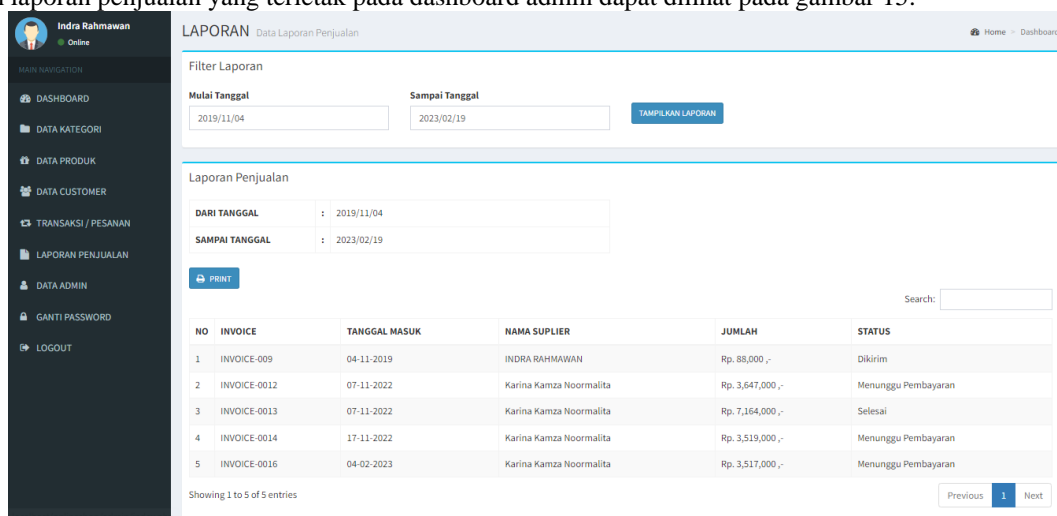 laporan penjualan yang terletak pada dashboard admin dapat dilihat pada gambar 15.
Indra Rahmawan
Online
LAPORAN Data Laporan Penjualan
Home > Dashboard
MAIN NAVIGATION
DASHBOARD
DATA KATEGORI
DATA PRODUK
DATA CUSTOMER
TRANSAKSI / PESANAN
LAPORAN PENJUALAN
DATA ADMIN
GANTI PASSWORD
LOGOUT
Filter Laporan
Mulai Tanggal Sampai Tanggal
2019/11/04 2023/02/19 TAMPILKAN LAPORAN
Laporan Penjualan
DARI TANGGAL : 2019/11/04
SAMPAI TANGGAL : 2023/02/19
PRINT
Search:
NO INVOICE TANGGAL MASUK NAMA SUPLIER JUMLAH STATUS
1 INVOICE-009 04-11-2019 INDRA RAHMAWAN Rp. 88,000 ,- Dikirim
2 INVOICE-0012 07-11-2022 Karina Kamza Noormalita Rp. 3,647,000 ,- Menunggu Pembayaran
3 INVOICE-0013 07-11-2022 Karina Kamza Noormalita Rp. 7,164,000 ,- Selesai
4 INVOICE-0014 17-11-2022 Karina Kamza Noormalita Rp. 3,519,000 ,- Menunggu Pembayaran
5 INVOICE-0016 04-02-2023 Karina Kamza Noormalita Rp. 3,517,000 ,- Menunggu Pembayaran
Showing 1 to 5 of 5 entries
Previous 1 Next